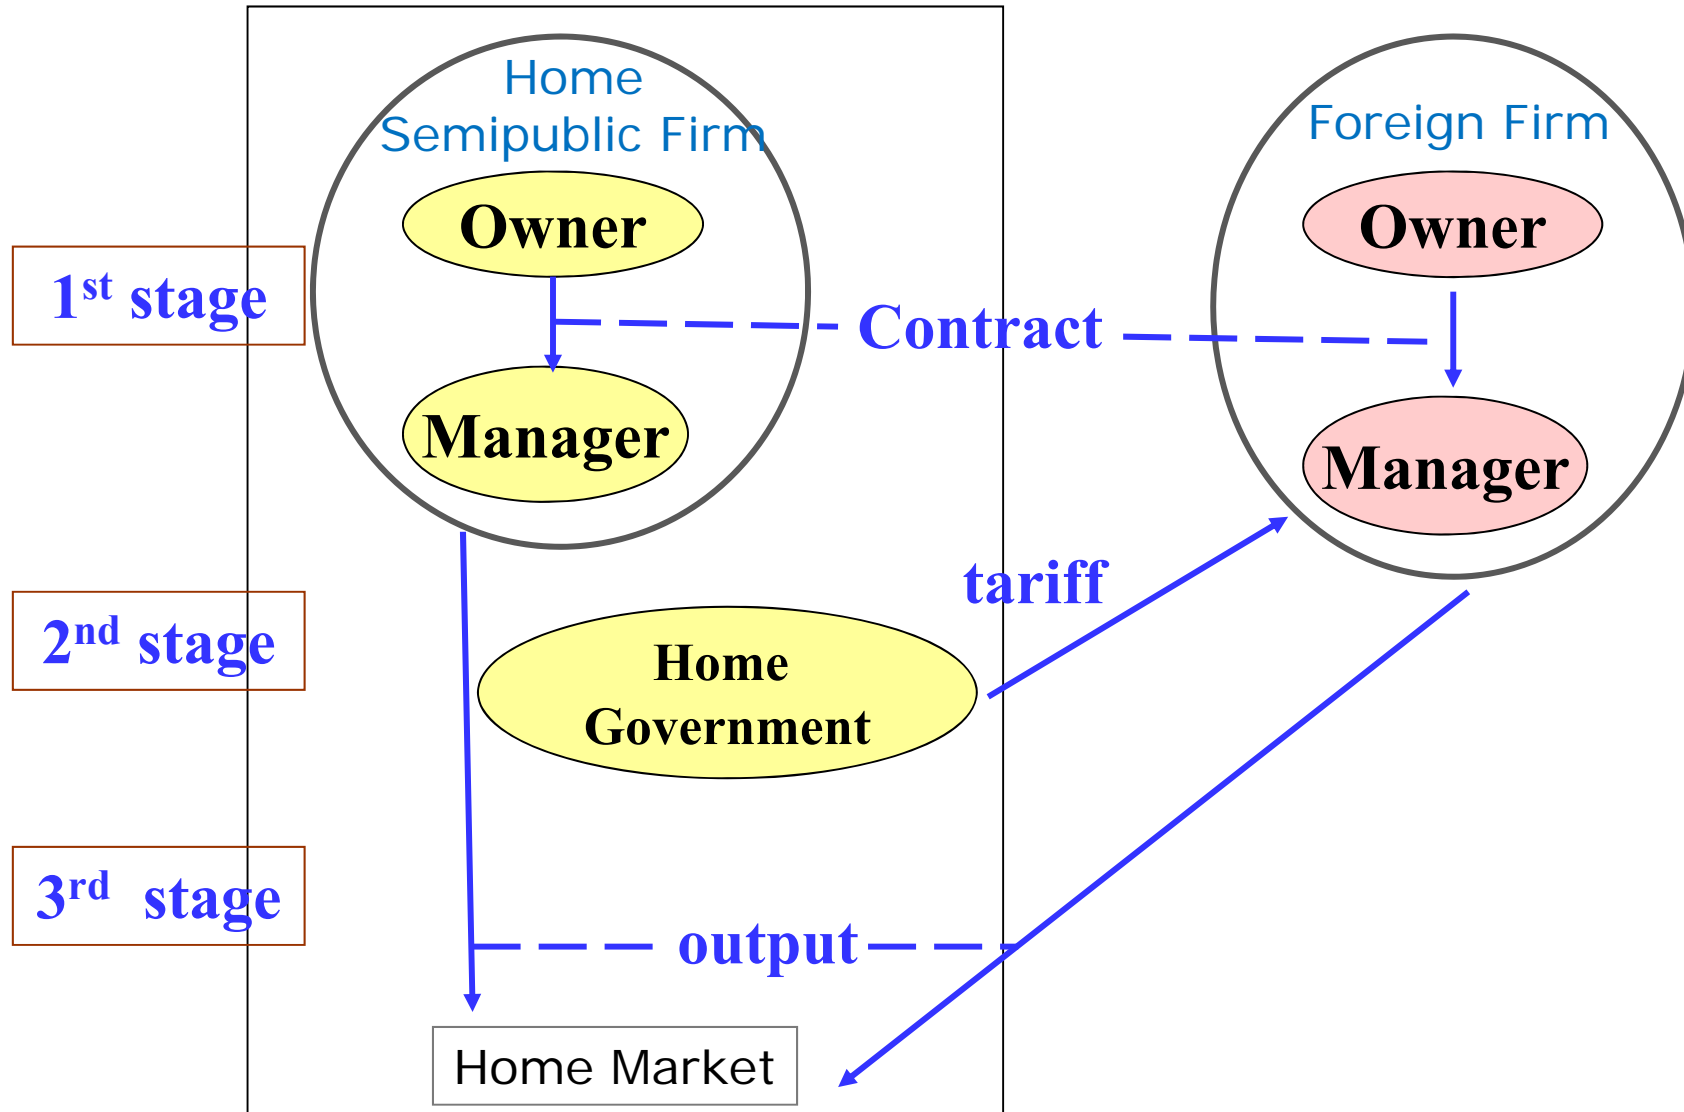 Home
Semipublic Firm
Foreign Firm
Owner
Owner
1st stage
Contract
Manager
Manager
tariff
2nd stage
Home
Government
3rd stage
output
Home Market